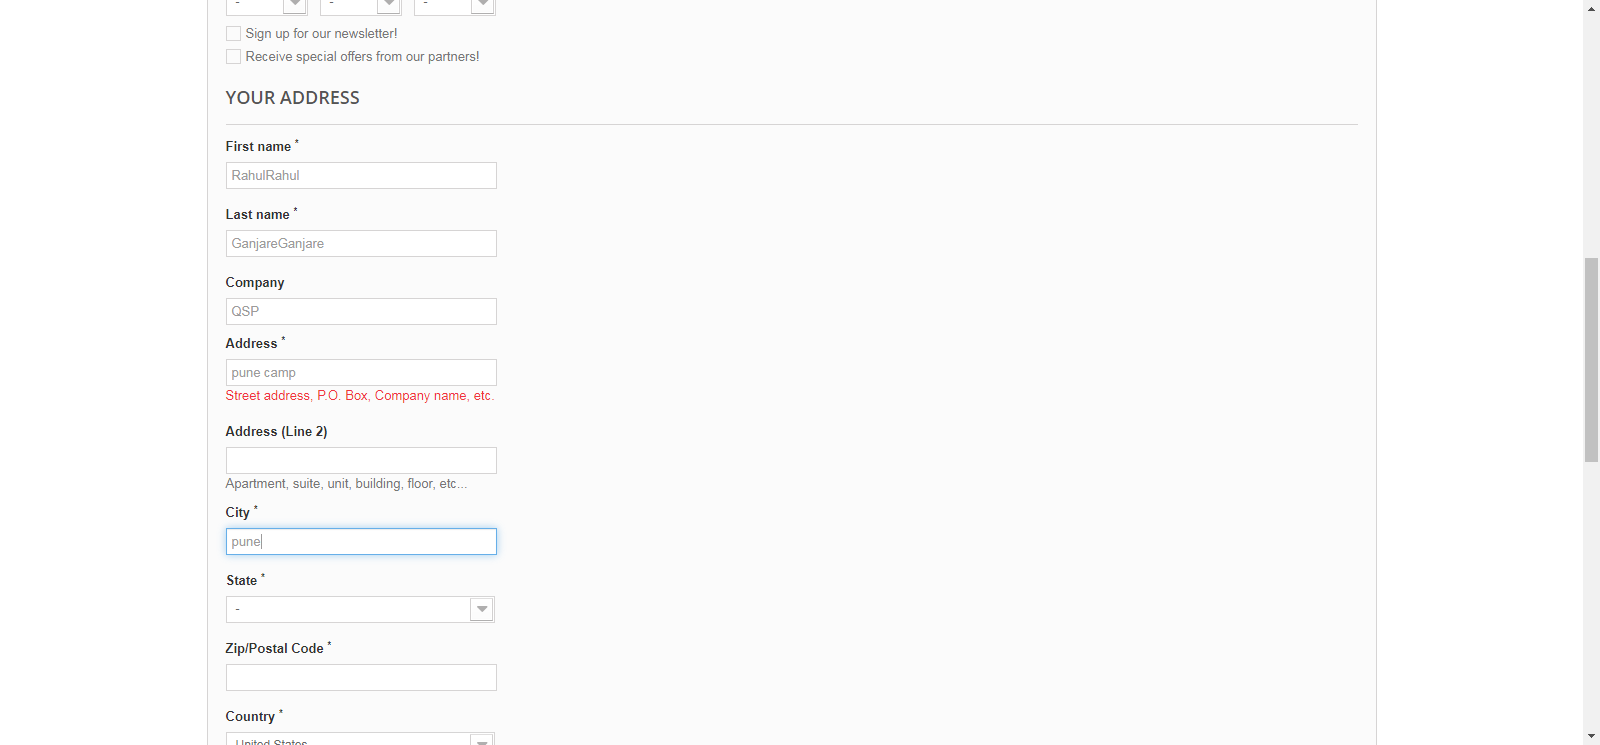 - - -
Sign up for our newsletter!
Receive special offers from our partners!
YOUR ADDRESS
First name *
RahulRahul
Last name *
GanjareGanjare
Company
QSP
Address *
pune camp
Street address, P.O. Box, Company name, etc.
Address (Line 2)
Apartment, suite, unit, building, floor, etc...
City *
pune
State *
-
Zip/Postal Code *
Country *
United States